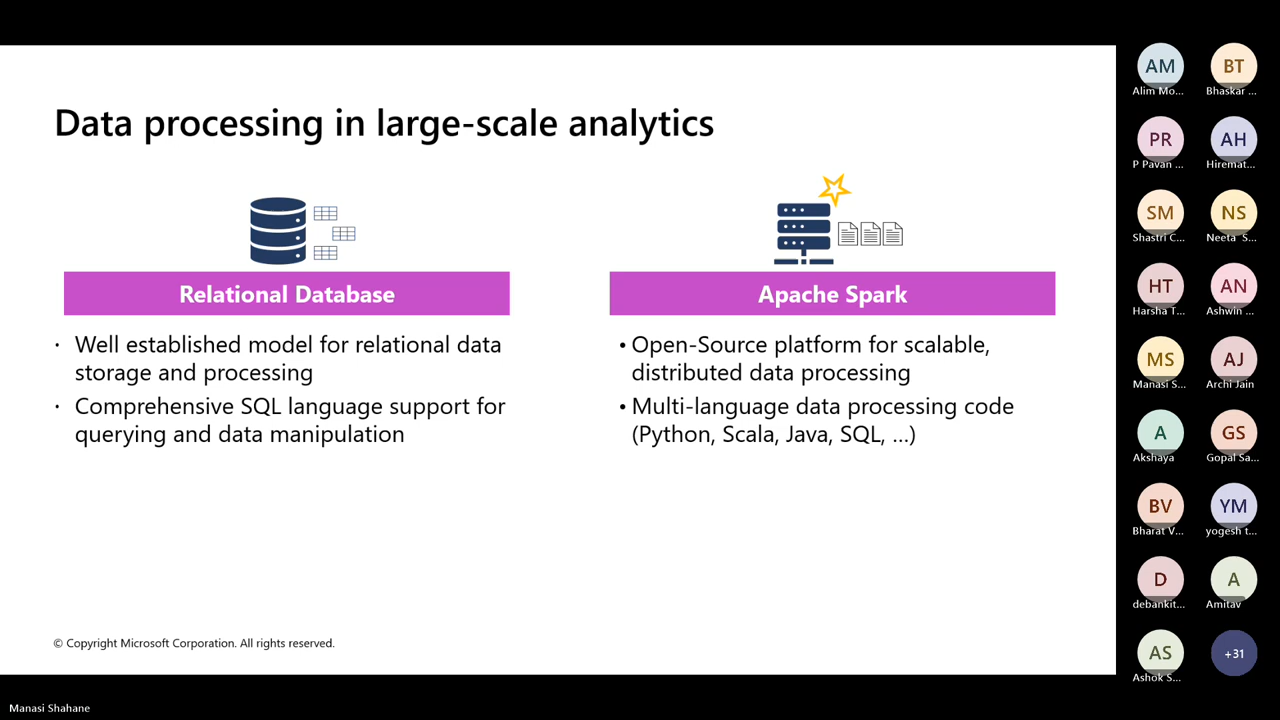 Data processing in large-scale analytics
Relational Database
· Well established model for relational data
storage and processing
· Comprehensive SQL language support for
querying and data manipulation
Apache Spark
• Open-Source platform for scalable,
distributed data processing
• Multi-language data processing code
(Python, Scala, Java, SQL, ...)
© Copyright Microsoft Corporation. All rights reserved.
Manasi Shahane
AM
Alim Mo...
BT
Bhaskar ...
PR
P Pavan ...
AH
Hiremat...
SM
Shastri C...
NS
Neeta S...
HT
Harsha T...
AN
Ashwin ...
MS
Manasi S...
AJ
Archi Jain
A
Akshaya
GS
Gopal Sa...
BV
Bharat V...
YM
yogesh t...
D
debankit...
A
Amitav
AS
Ashok S...
+31